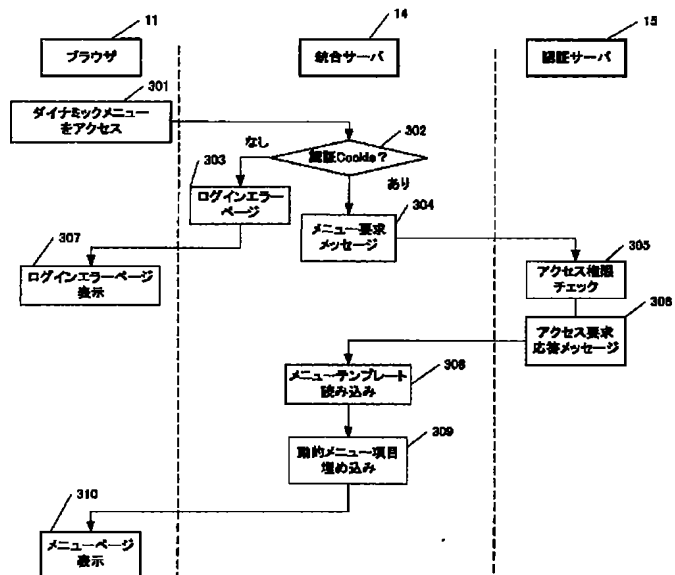 11
ブラウザ
14
統合サーバ
15
認証サーバ
301
ダイナミックメニュー
をアクセス
302
認証Cookie?
なし
あり
303
ログインエラー
ページ
304
メニュー要求
メッセージ
305
アクセス権限
チェック
306
アクセス要求
応答メッセージ
307
ログインエラーページ
表示
308
メニューテンプレート
読み込み
309
動的メニュー項目
埋め込み
310
メニューページ
表示